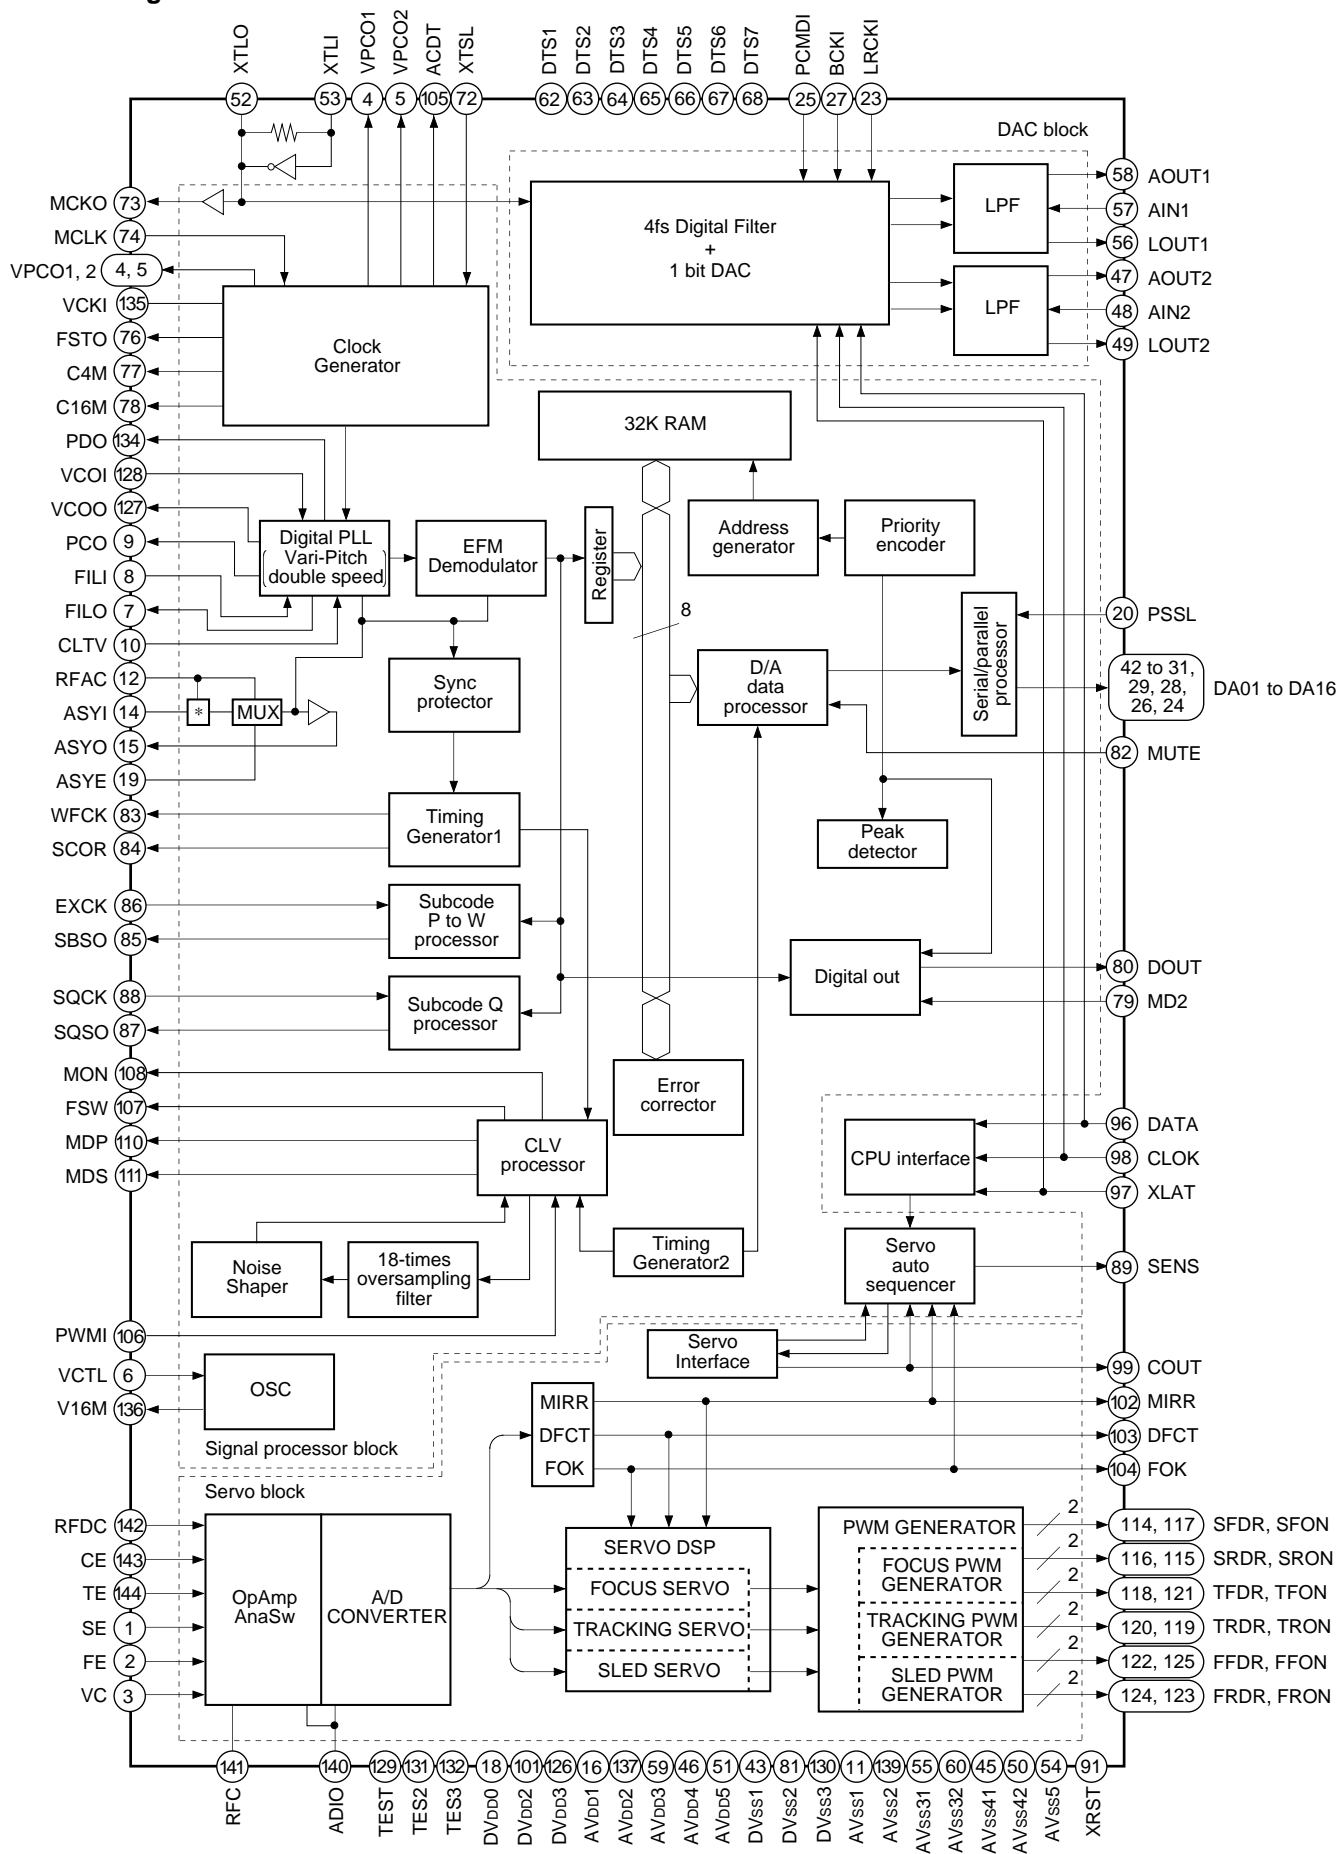 XTLO
XTLI
VPCO1
VPCO2
ACDT
XTSL
DTS1
DTS2
DTS3
DTS4
DTS5
DTS6
DTS7
PCMDI
BCKI
LRCKI
52
53
4
5
105
72
62
63
64
65
66
67
68
25
27
23
DAC block
4fs Digital Filter
+
1 bit DAC
LPF
LPF
58 AOUT1
57 AIN1
56 LOUT1
47 AOUT2
48 AIN2
49 LOUT2
MCKO 73
MCLK 74
VPCO1, 2 4, 5
VCKI 135
FSTO 76
C4M 77
C16M 78
PDO 134
VCOI 128
VCOO 127
PCO 9
FILI 8
FILO 7
CLTV 10
RFAC 12
ASYI 14
ASYO 15
ASYE 19
WFCK 83
SCOR 84
EXCK 86
SBSO 85
SQCK 88
SQSO 87
MON 108
FSW 107
MDP 110
MDS 111
PWMI 106
VCTL 6
V16M 136
Clock
Generator
32K RAM
Digital PLL
Vari-Pitch
double speed
EFM
Demodulator
Register
Address
generator
Priority
encoder
8
Sync
protector
* MUX
D/A
data
processor
Serial/parallel
processor
20 PSSL
42 to 31,
29, 28,
26, 24
DA01 to DA16
82 MUTE
Timing
Generator1
Peak
detector
Subcode
P to W
processor
Subcode Q
processor
Digital out
80 DOUT
79 MD2
Error
corrector
CLV
processor
CPU interface
96 DATA
98 CLOK
97 XLAT
Noise
Shaper
18-times
oversampling
filter
Timing
Generator2
Servo
auto
sequencer
89 SENS
Servo
Interface
99 COUT
OSC
Signal processor block
MIRR
DFCT
FOK
102 MIRR
103 DFCT
104 FOK
Servo block
RFDC 142
CE 143
TE 144
SE 1
FE 2
VC 3
OpAmp
AnaSw
A/D
CONVERTER
SERVO DSP
FOCUS SERVO
TRACKING SERVO
SLED SERVO
PWM GENERATOR
FOCUS PWM
GENERATOR
TRACKING PWM
GENERATOR
SLED PWM
GENERATOR
2 114, 117 SFDR, SFON
2 116, 115 SRDR, SRON
2 118, 121 TFDR, TFON
2 120, 119 TRDR, TRON
2 122, 125 FFDR, FFON
2 124, 123 FRDR, FRON
141
140
129
131
132
18
101
126
16
137
59
46
51
43
81
130
11
139
55
60
45
50
54
91
RFC
ADIO
TEST
TES2
TES3
DVDD0
DVDD2
DVDD3
AVDD1
AVDD2
AVDD3
AVDD4
AVDD5
DVSS1
DVSS2
DVSS3
AVSS1
AVSS2
AVSS31
AVSS32
AVSS41
AVSS42
AVSS5
XRST